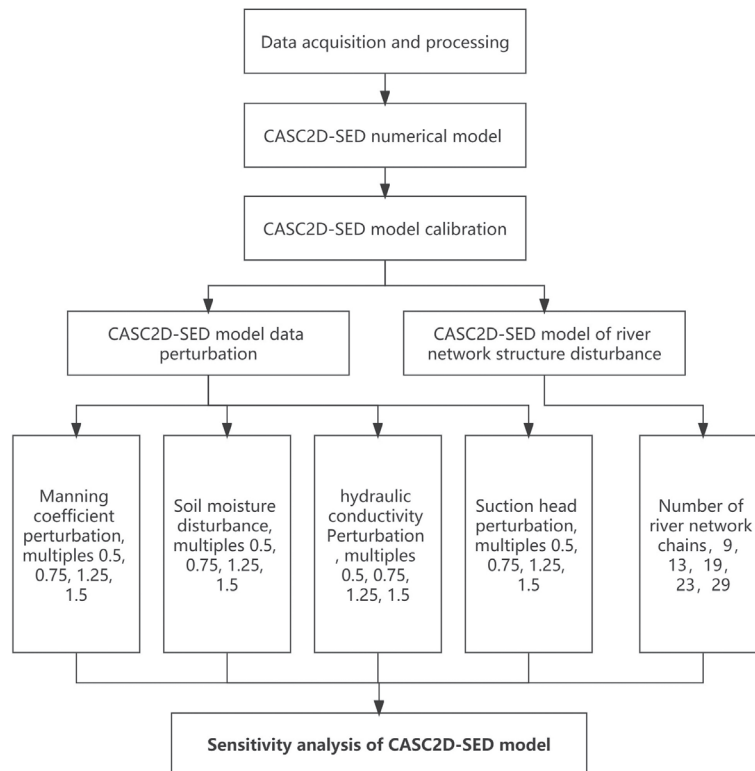 Data acquisition and processing
CASC2D-SED numerical model
CASC2D-SED model calibration
CASC2D-SED model data
perturbation
CASC2D-SED model of river
network structure disturbance
Manning
coefficient
perturbation,
multiples 0.5,
0.75, 1.25,
1.5
Soil moisture
disturbance,
multiples 0.5,
0.75, 1.25,
1.5
hydraulic
conductivity
Perturbation
, multiples
0.5, 0.75,
1.25, 1.5
Suction head
perturbation,
multiples 0.5,
0.75, 1.25,
1.5
Number of
river network
chains，9，
13，19，
23，29
Sensitivity analysis of CASC2D-SED model